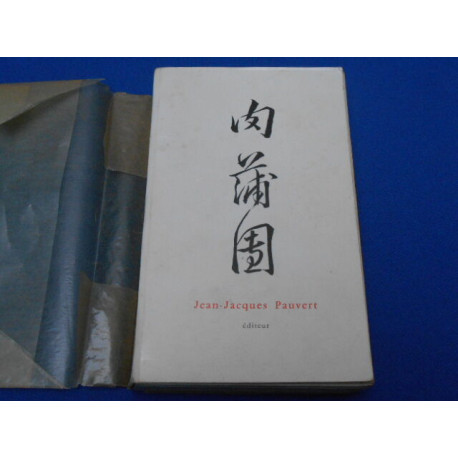 肉
蒲
團
Jean-Jacques Pauvert
éditeur